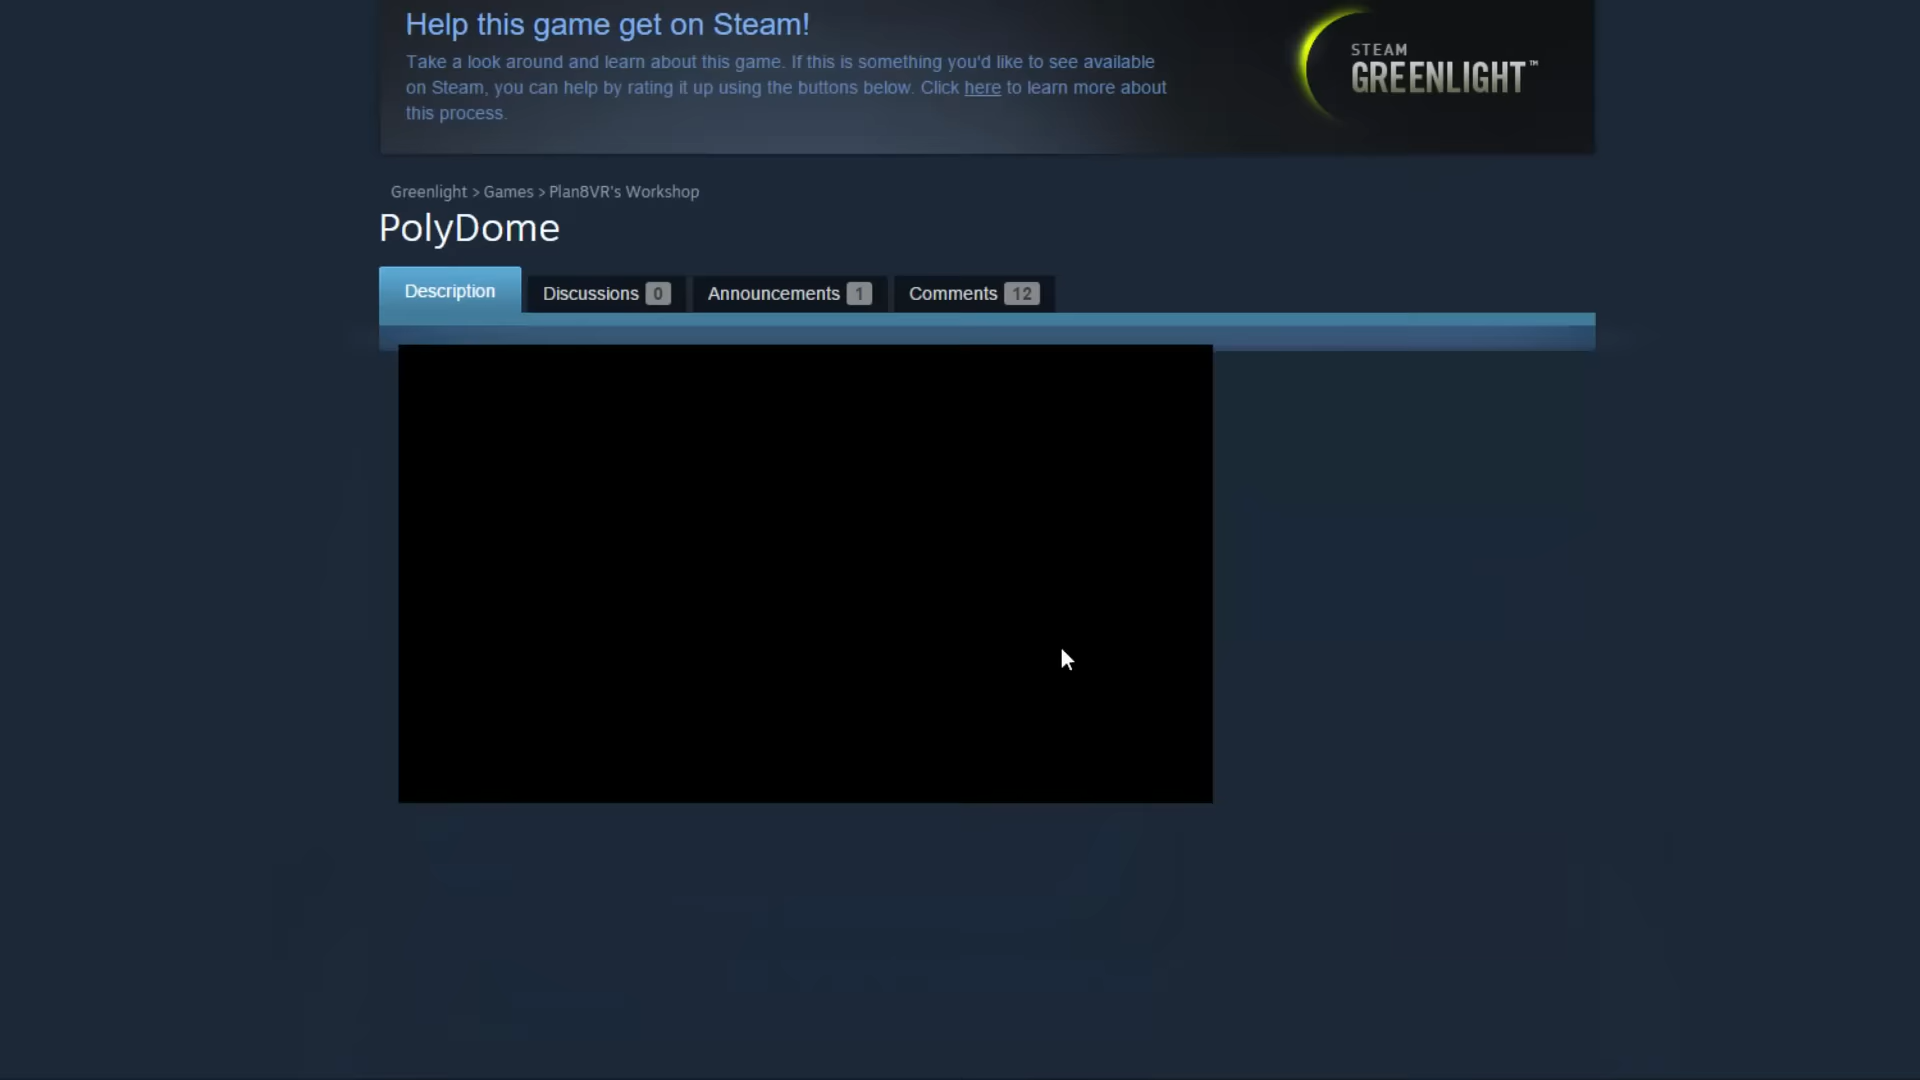 Help this game get on Steam!
Take a look around and learn about this game. If this is something you'd like to see available
on Steam, you can help by rating it up using the buttons below. Click here to learn more about
this process.
STEAM
GREENLIGHT™
Greenlight > Games > Plan8VR's Workshop
PolyDome
Description Discussions 0 Announcements 1 Comments 12